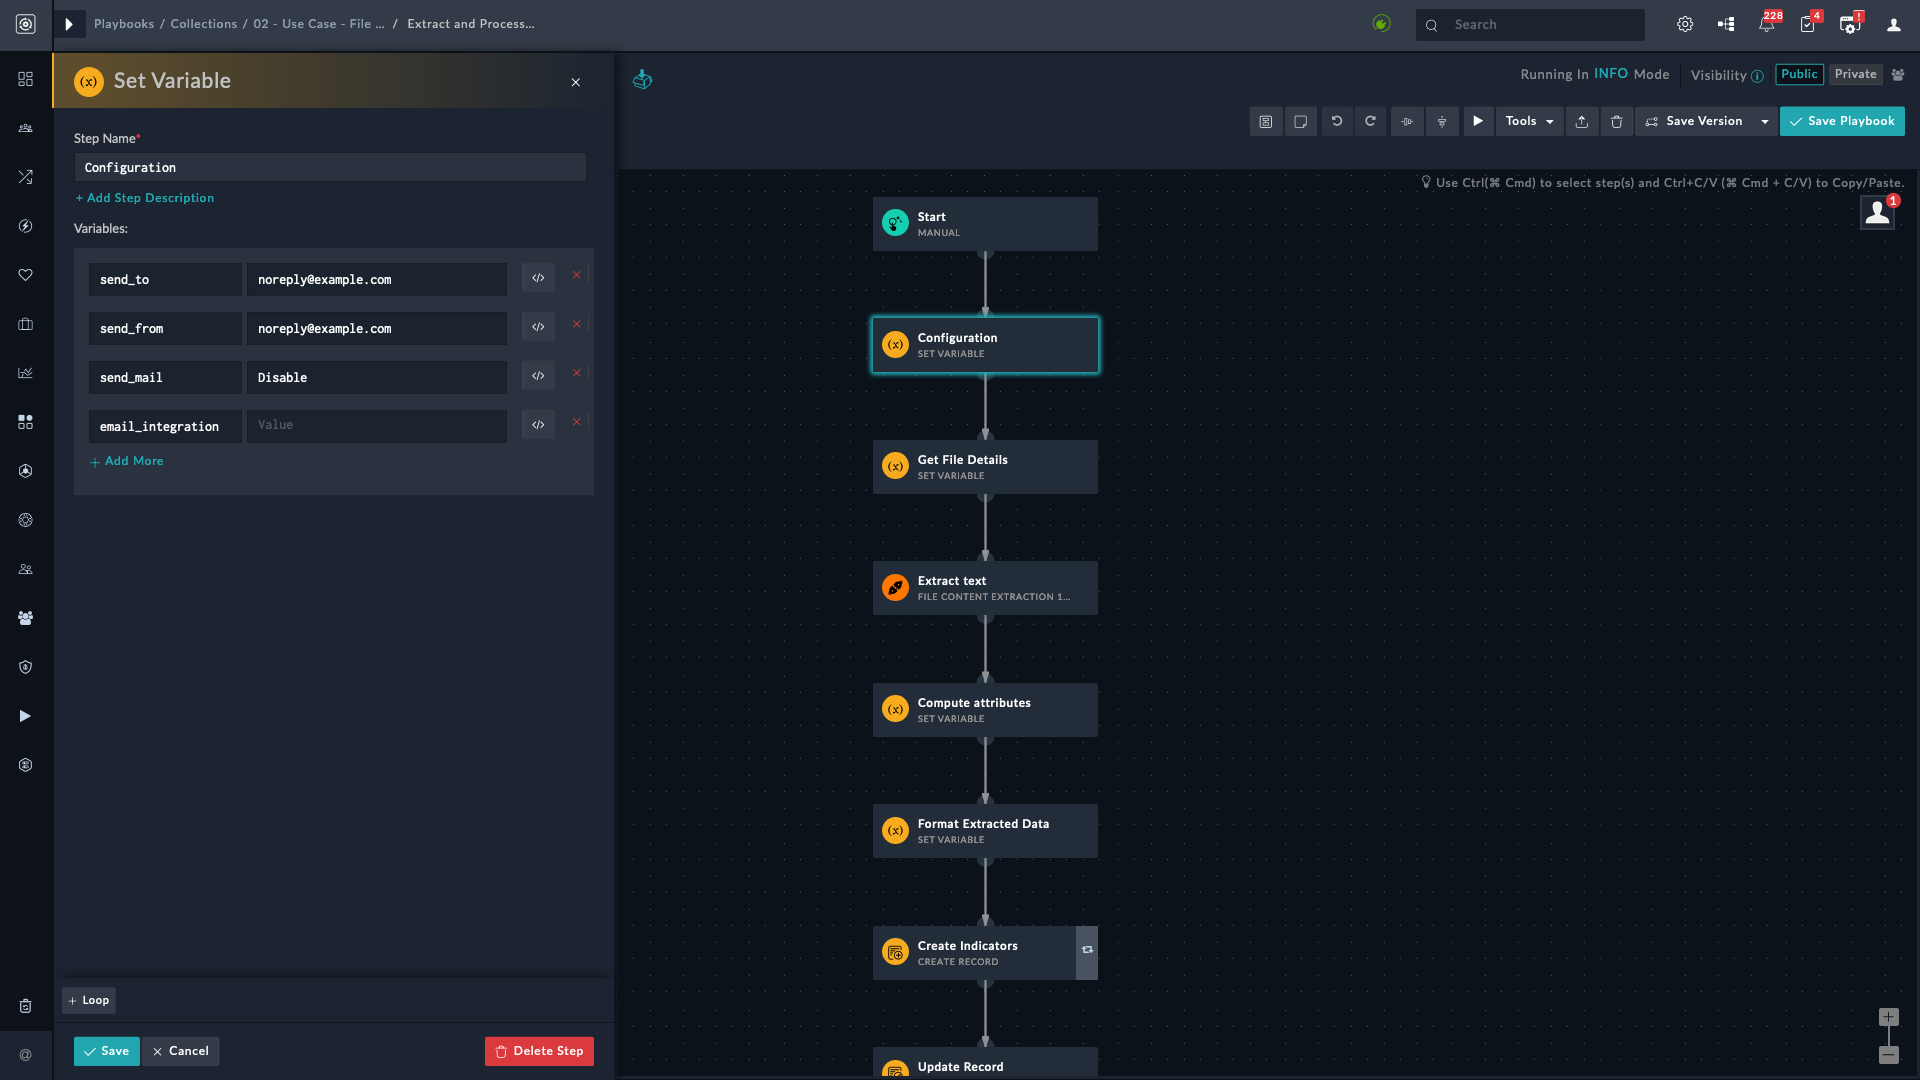 Playbooks / Collections / 02 - Use Case - File ... / Extract and Process...
Search
228
4
!
Set Variable
Running In INFO Mode
Visibility
Public
Private
Tools
Save Version
Save Playbook
Step Name*
Configuration
+ Add Step Description
Variables:
send_to
noreply@example.com
</>
send_from
noreply@example.com
</>
send_mail
Disable
</>
email_integration
Value
</>
+ Add More
Use Ctrl(⌘ Cmd) to select step(s) and Ctrl+C/V (⌘ Cmd + C/V) to Copy/Paste.
1
Start
MANUAL
(x)
Configuration
SET VARIABLE
(x)
Get File Details
SET VARIABLE
Extract text
FILE CONTENT EXTRACTION 1...
(x)
Compute attributes
SET VARIABLE
(x)
Format Extracted Data
SET VARIABLE
Create Indicators
CREATE RECORD
Update Record
+ Loop
Save
Cancel
Delete Step
@